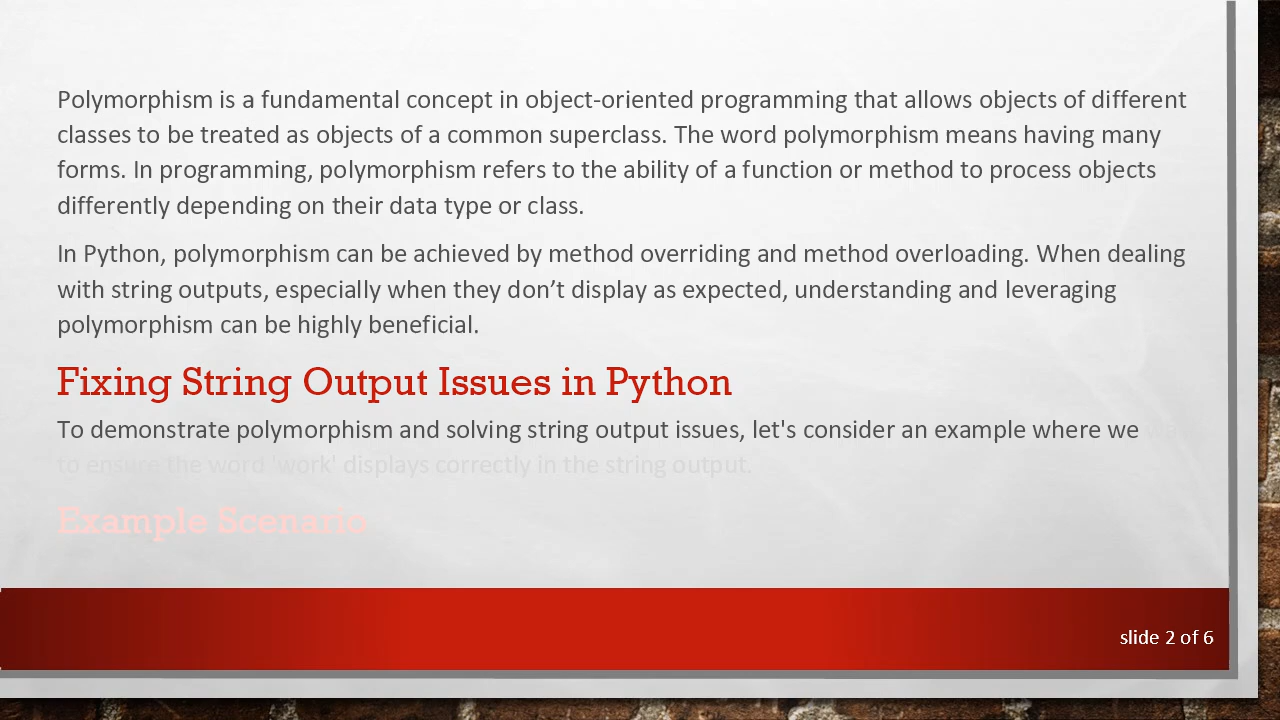 Polymorphism is a fundamental concept in object-oriented programming that allows objects of different
classes to be treated as objects of a common superclass. The word polymorphism means having many
forms. In programming, polymorphism refers to the ability of a function or method to process objects
differently depending on their data type or class.
In Python, polymorphism can be achieved by method overriding and method overloading. When dealing
with string outputs, especially when they don’t display as expected, understanding and leveraging
polymorphism can be highly beneficial.
Fixing String Output Issues in Python
To demonstrate polymorphism and solving string output issues, let's consider an example where we
to ensure the word 'work' displays correctly in the string output.
Example Scenario
slide 2 of 6